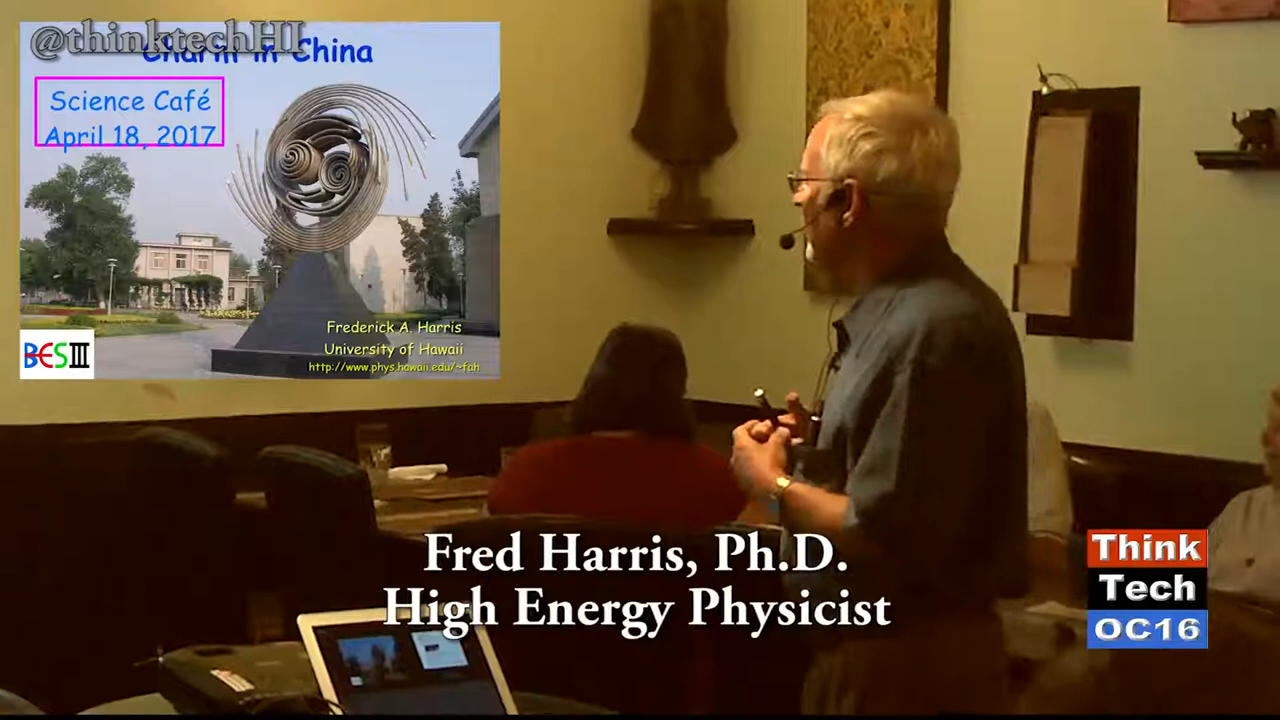 @thinktechHI
Charm in China
Science Café
April 18, 2017
Frederick A. Harris
University of Hawaii
http://www.phys.hawaii.edu/~fah
BESIII
Fred Harris, Ph.D.
High Energy Physicist
Think
Tech
OC16